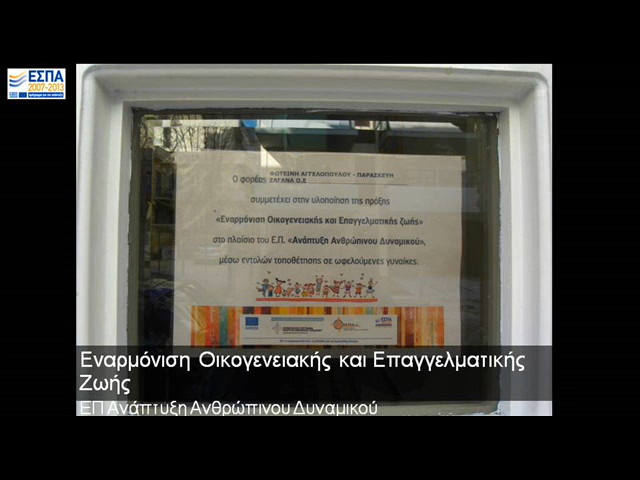 ΕΣΠΑ
2007-2013
ΦΩΤΕΙΝΗ ΑΓΓΕΛΟΠΟΥΛΟΥ - ΠΑΡΑΣΚΕΥΗ
Ο φορέας ΖΑΓΑΝΑ Ο.Ε
συμμετέχει στην υλοποίηση της πράξης
«Εναρμόνιση Οικογενειακής και Επαγγελματικής ζωής»
στο πλαίσιο του Ε.Π. «Ανάπτυξη Ανθρώπινου Δυναμικού»,
μέσω εντολών τοποθέτησης σε ωφελούμενες γυναίκες.
ΕΣΠΑ
Εναρμόνιση Οικογενειακής και Επαγγελματικής
Ζωής
ΕΠ Ανάπτυξη Ανθρώπινου Δυναμικού